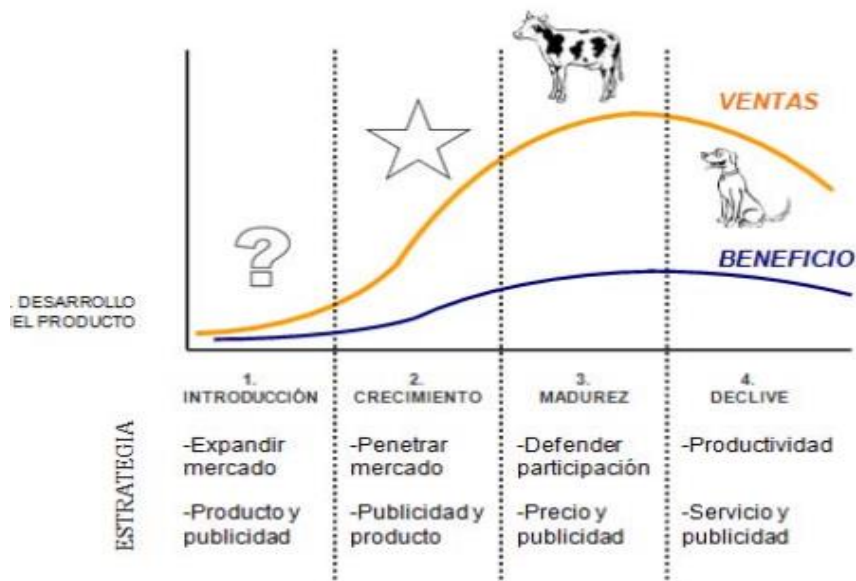 VENTAS
?
BENEFICIO
. DESARROLLO
EL PRODUCTO
1.
INTRODUCCIÓN
2.
CRECIMIENTO
3.
MADUREZ
4.
DECLIVE
ESTRATEGIA
-Expandir
mercado
-Producto y
publicidad
-Penetrar
mercado
-Publicidad y
producto
-Defender
participación
-Precio y
publicidad
-Productividad
-Servicio y
publicidad